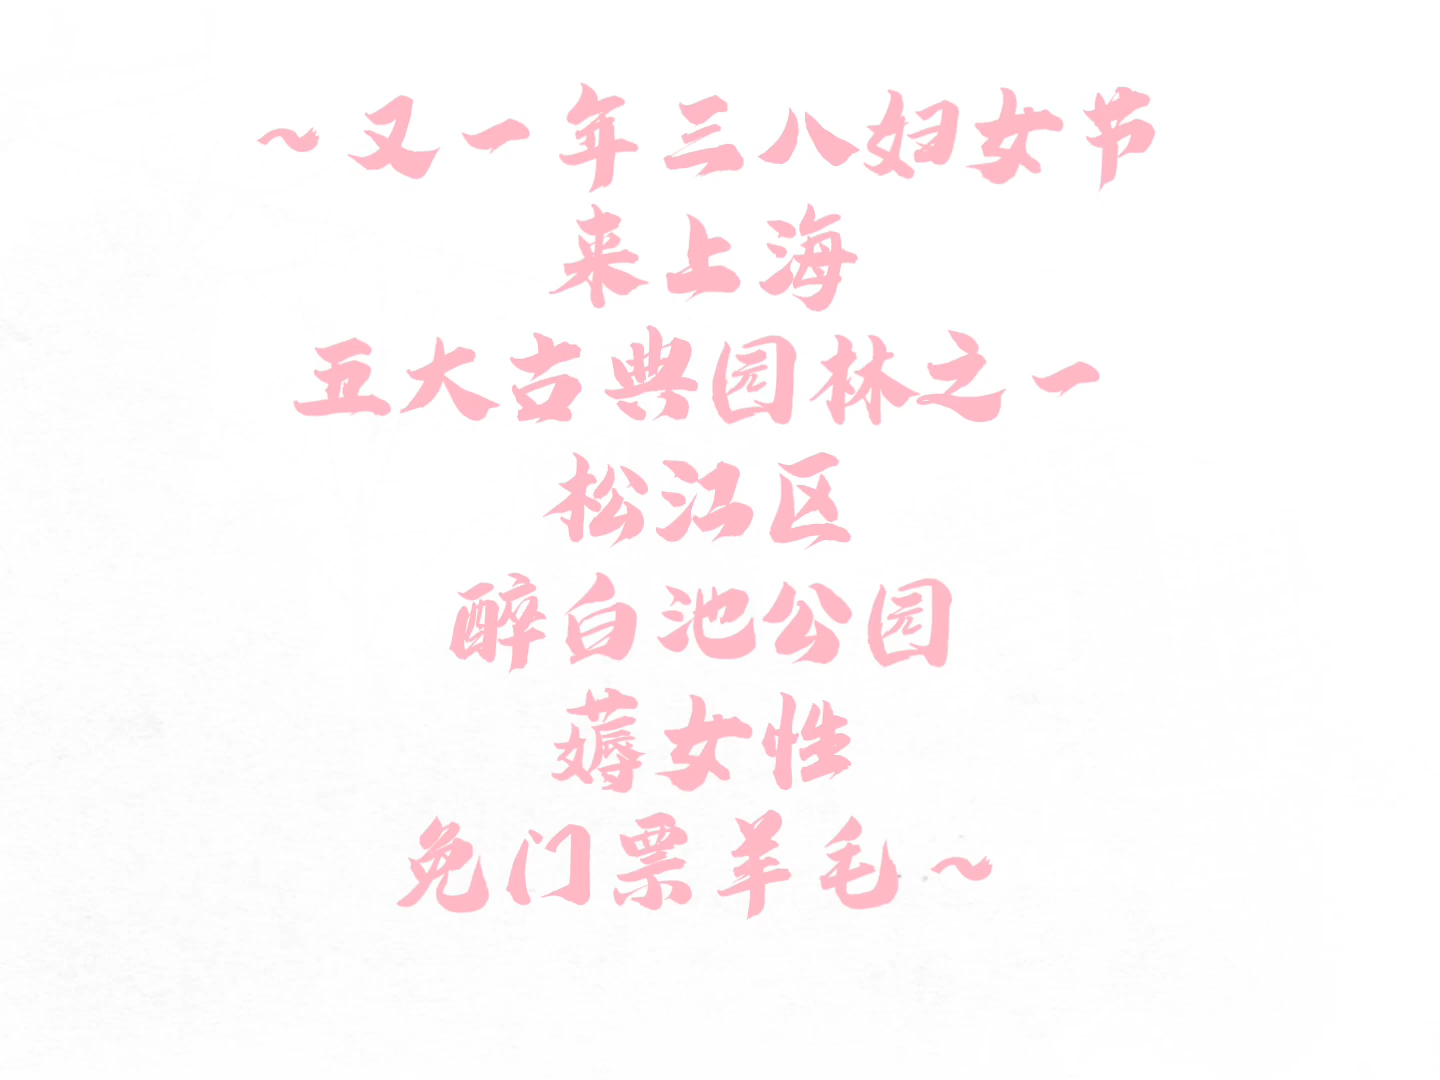 ~又一年三八妇女节
来上海
五大古典园林之一
松江区
醉白池公园
薅女性
免门票羊毛~